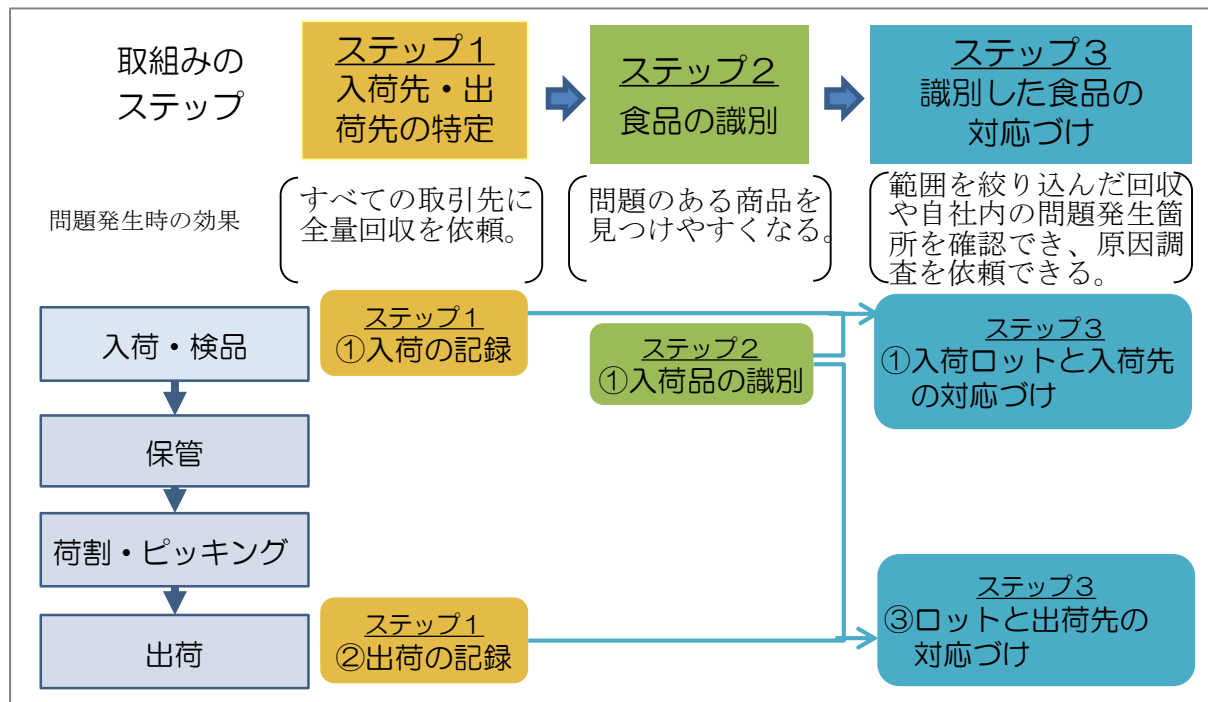 取組みの
ステップ
ステップ１
入荷先・出
荷先の特定
ステップ２
食品の識別
ステップ３
識別した食品の
対応づけ
問題発生時の効果
すべての取引先に
全量回収を依頼。
問題のある商品を
見つけやすくなる。
範囲を絞り込んだ回収
や自社内の問題発生箇
所を確認でき、原因調
査を依頼できる。
入荷・検品
ステップ１
①入荷の記録
ステップ２
①入荷品の識別
ステップ３
①入荷ロットと入荷先
の対応づけ
保管
荷割・ピッキング
出荷
ステップ１
②出荷の記録
ステップ３
③ロットと出荷先の
対応づけ